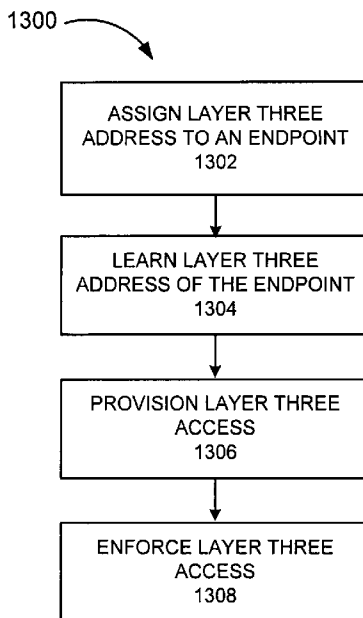 1300
ASSIGN LAYER THREE
ADDRESS TO AN ENDPOINT
1302
LEARN LAYER THREE
ADDRESS OF THE ENDPOINT
1304
PROVISION LAYER THREE
ACCESS
1306
ENFORCE LAYER THREE
ACCESS
1308